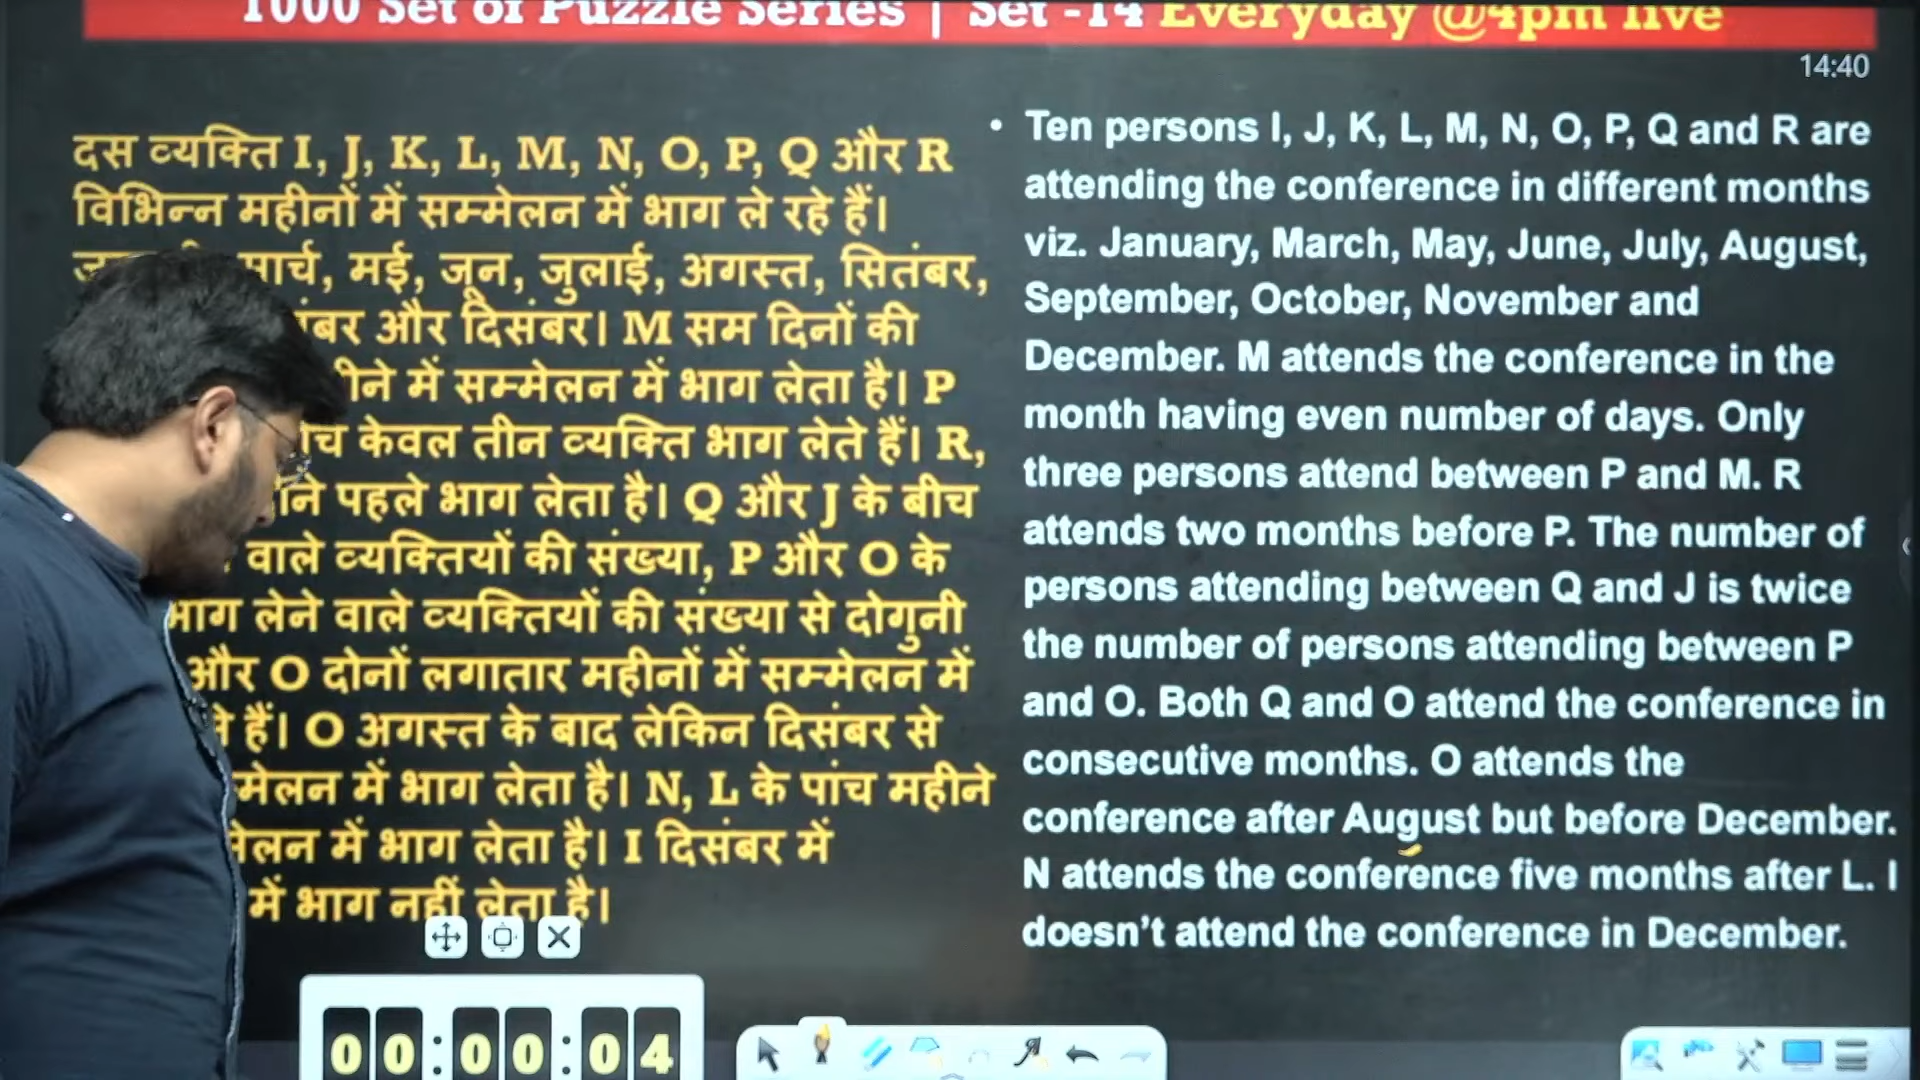 1000 Set of Puzzle Series | Set -14 Everyday @4pm live
14:40
दस व्यक्ति I, J, K, L, M, N, O, P, Q और R
विभिन्न महीनों में सम्मेलन में भाग ले रहे हैं।
मार्च, मई, जून, जुलाई, अगस्त, सितंबर,
और दिसंबर। M सम दिनों की
में सम्मेलन में भाग लेता है। P
केवल तीन व्यक्ति भाग लेते हैं। R,
पहले भाग लेता है। Q और J के बीच
वाले व्यक्तियों की संख्या, P और O के
भाग लेने वाले व्यक्तियों की संख्या से दोगुनी
और O दोनों लगातार महीनों में सम्मेलन में
हैं। O अगस्त के बाद लेकिन दिसंबर से
में भाग लेता है। N, L के पांच महीने
में भाग लेता है। I दिसंबर में
में भाग नहीं लेता है।
• Ten persons I, J, K, L, M, N, O, P, Q and R are
attending the conference in different months
viz. January, March, May, June, July, August,
September, October, November and
December. M attends the conference in the
month having even number of days. Only
three persons attend between P and M. R
attends two months before P. The number of
persons attending between Q and J is twice
the number of persons attending between P
and O. Both Q and O attend the conference in
consecutive months. O attends the
conference after August but before December.
N attends the conference five months after L. I
doesn't attend the conference in December.
00:00:04